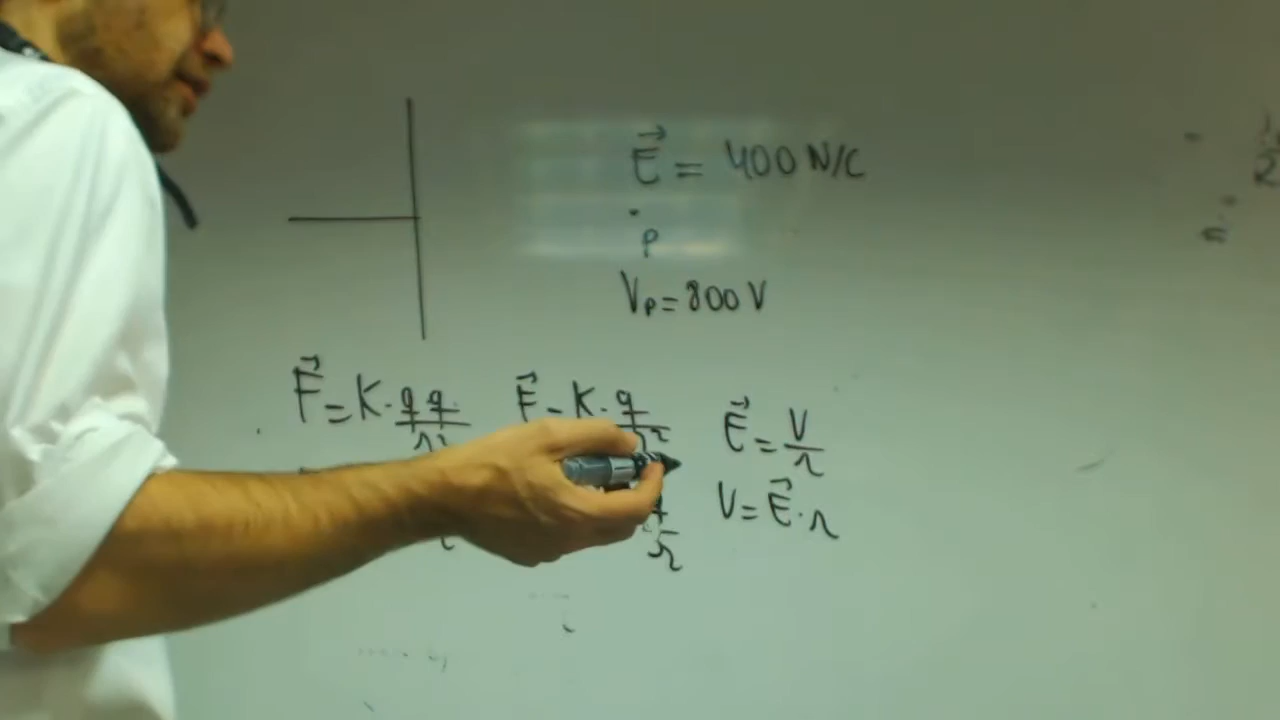 E⃗ = 400 N/C
P
Vₚ = 800 V
F⃗ = K · q q / r²
E⃗ = K · q / r²
E⃗ = V / r
V = E⃗ · r